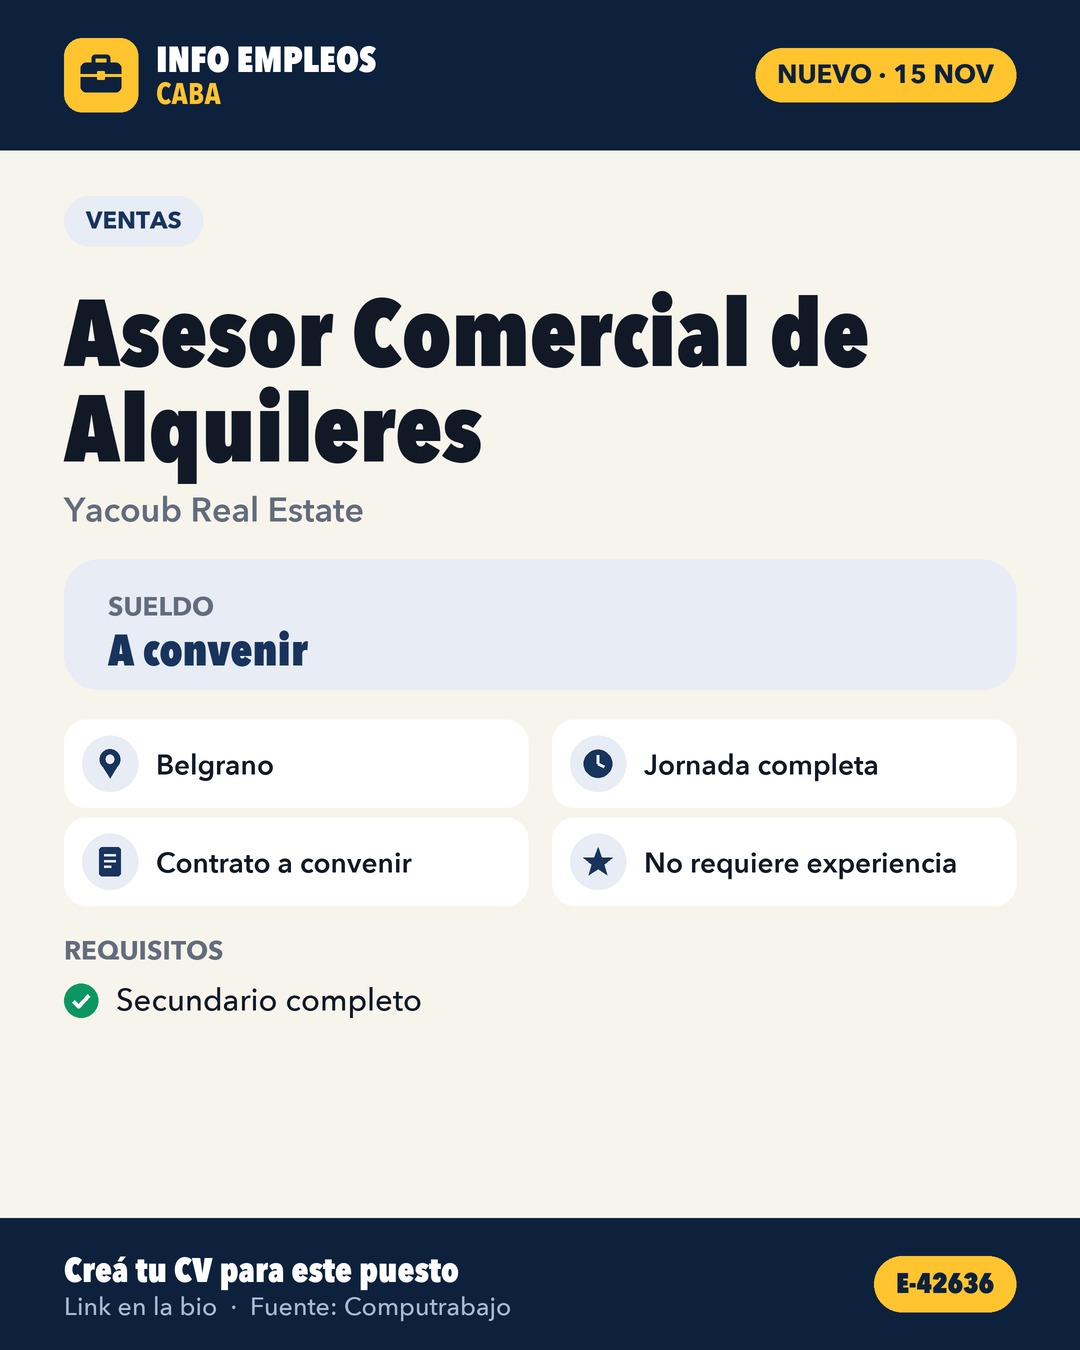 INFO EMPLEOS
CABA
NUEVO · 15 NOV
VENTAS
Asesor Comercial de
Alquileres
Yacoub Real Estate
SUELDO
A convenir
Belgrano
Jornada completa
Contrato a convenir
No requiere experiencia
REQUISITOS
Secundario completo
Creá tu CV para este puesto
Link en la bio · Fuente: Computrabajo
E-42636